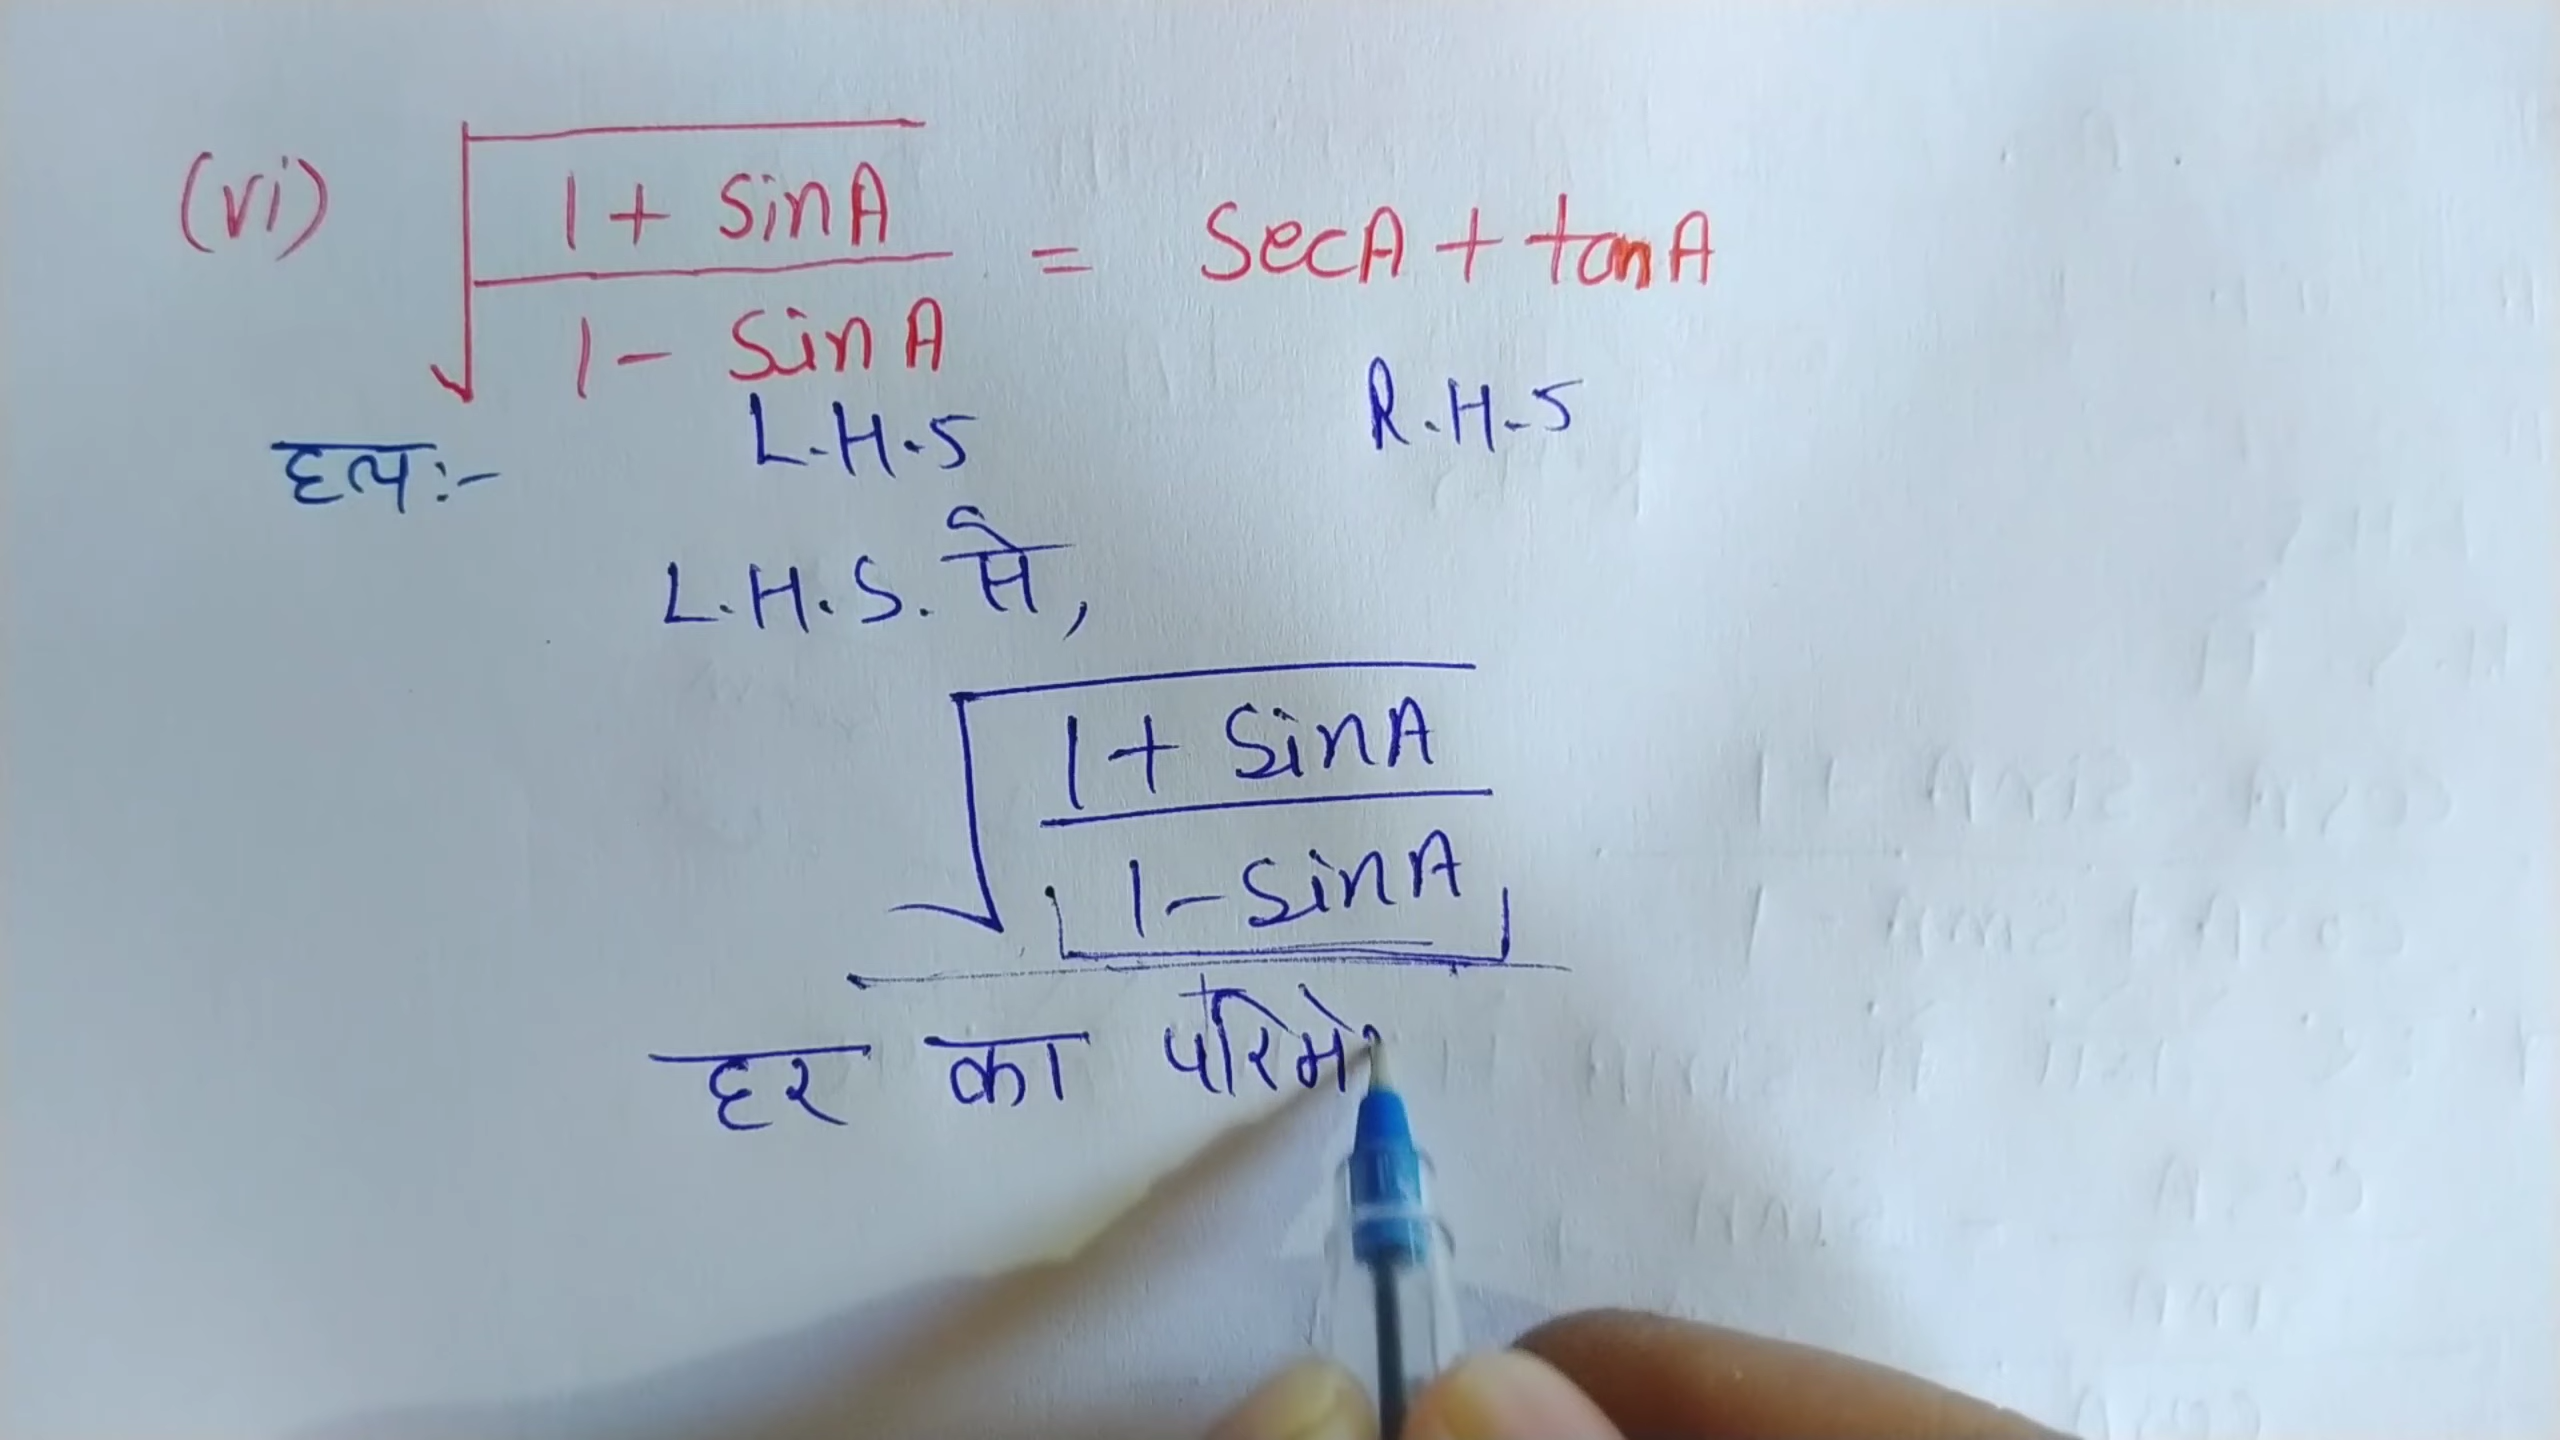 (vi) √(1 + sinA / 1 - sinA) = secA + tanA
L.H.S R.H.S
हल्य:-
L.H.S. से,
√(1 + sinA / 1 - sinA)
हर का परिमे